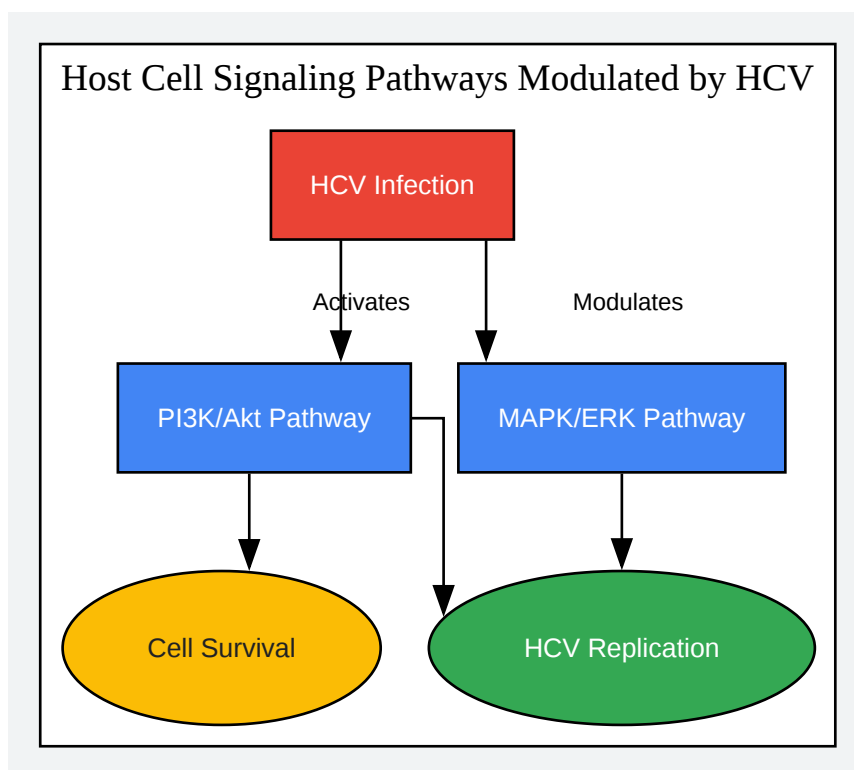 Host Cell Signaling Pathways Modulated by HCV
HCV Infection
Activates
Modulates
PI3K/Akt Pathway
MAPK/ERK Pathway
Cell Survival
HCV Replication